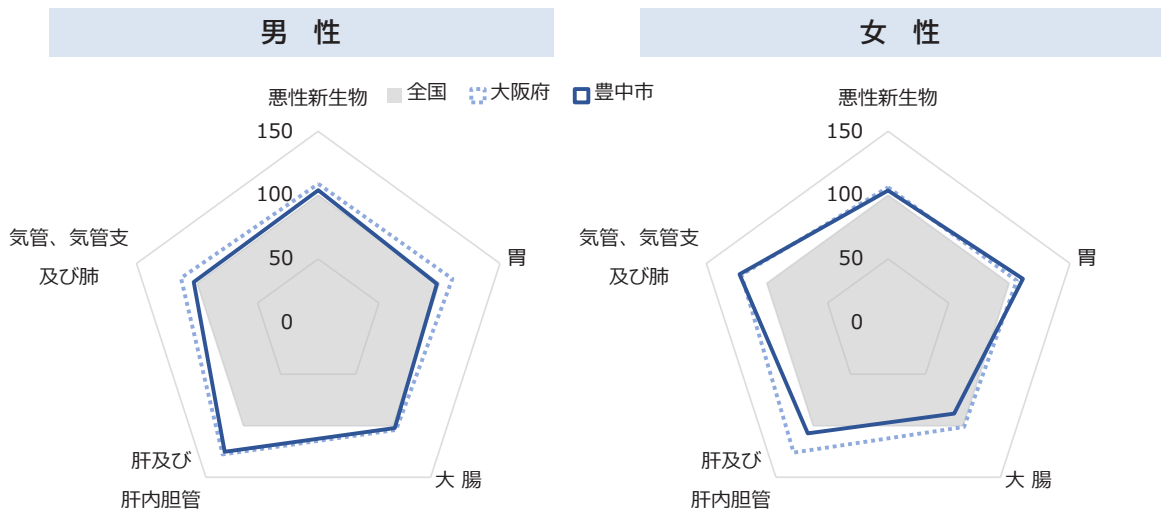 男 性
悪性新生物
全国
大阪府
豊中市
150
100
50
0
気管、気管支
及び肺
胃
肝及び
肝内胆管
大 腸
女 性
悪性新生物
150
100
50
0
気管、気管支
及び肺
胃
肝及び
肝内胆管
大 腸